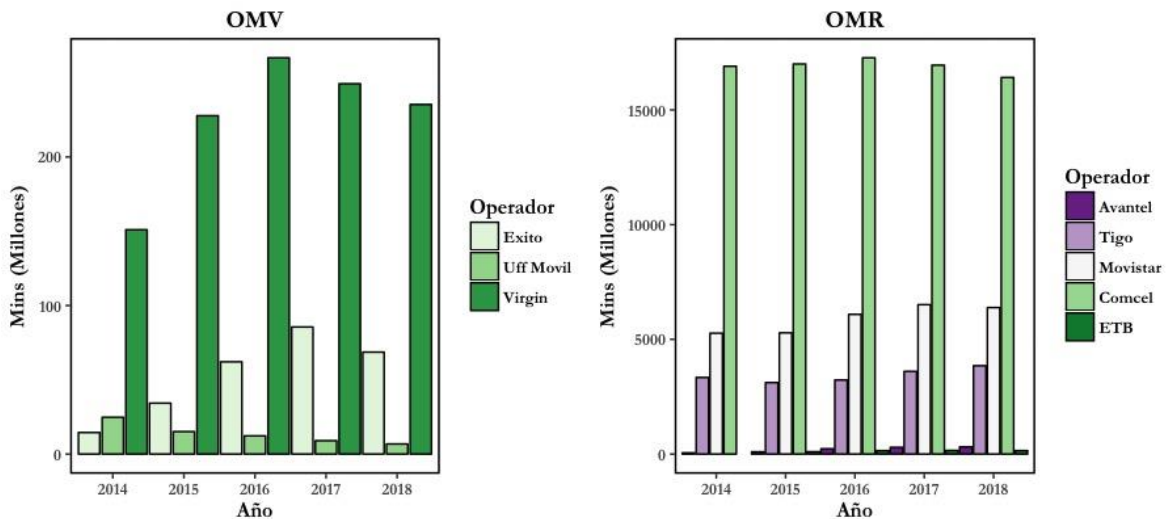 OMV
200
100
0
Mins (Millones)
2014 2015 2016 2017 2018
Año
Operador
Exito
Uff Movil
Virgin
OMR
15000
10000
5000
0
Mins (Millones)
2014 2015 2016 2017 2018
Año
Operador
Avantel
Tigo
Movistar
Comcel
ETB